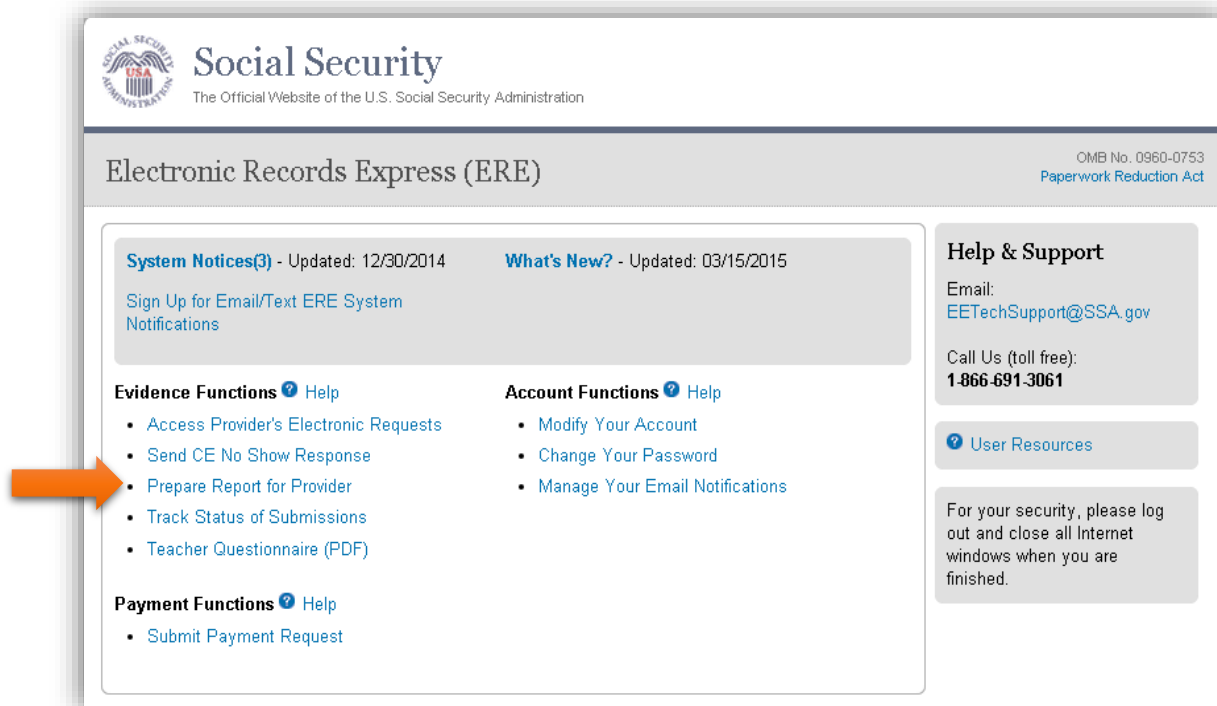 SOCIAL SECURITY ADMINISTRATION
USA
Social Security
The Official Website of the U.S. Social Security Administration
Electronic Records Express (ERE)
OMB No. 0960-0753
Paperwork Reduction Act
System Notices(3) - Updated: 12/30/2014
What's New? - Updated: 03/15/2015
Sign Up for Email/Text ERE System
Notifications
Evidence Functions ? Help
• Access Provider's Electronic Requests
• Send CE No Show Response
• Prepare Report for Provider
• Track Status of Submissions
• Teacher Questionnaire (PDF)
Payment Functions ? Help
• Submit Payment Request
Account Functions ? Help
• Modify Your Account
• Change Your Password
• Manage Your Email Notifications
Help & Support
Email:
EETechSupport@SSA.gov
Call Us (toll free):
1-866-691-3061
? User Resources
For your security, please log
out and close all Internet
windows when you are
finished.